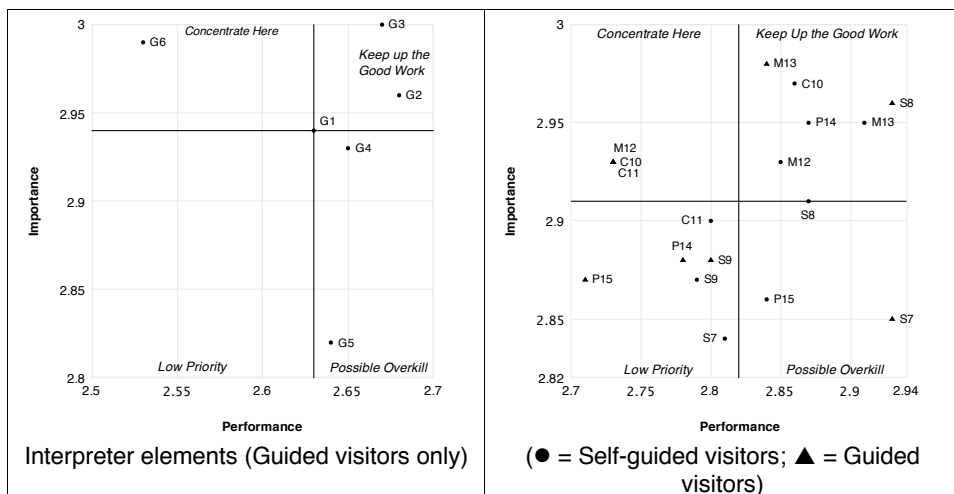 3
2.95
2.9
2.85
2.8
2.5
2.55
2.6
2.65
2.7
Importance
Performance
Concentrate Here
Keep up the
Good Work
Low Priority
Possible Overkill
G6
G3
G2
G1
G4
G5
Interpreter elements (Guided visitors only)
3
2.95
2.9
2.85
2.82
2.7
2.75
2.8
2.85
2.9
2.94
Importance
Performance
Concentrate Here
Keep Up the Good Work
Low Priority
Possible Overkill
M13
C10
S8
P14
M13
M12
C10
C11
M12
S8
C11
P14
S9
P15
S9
P15
S7
S7
(● = Self-guided visitors; ▲ = Guided
visitors)